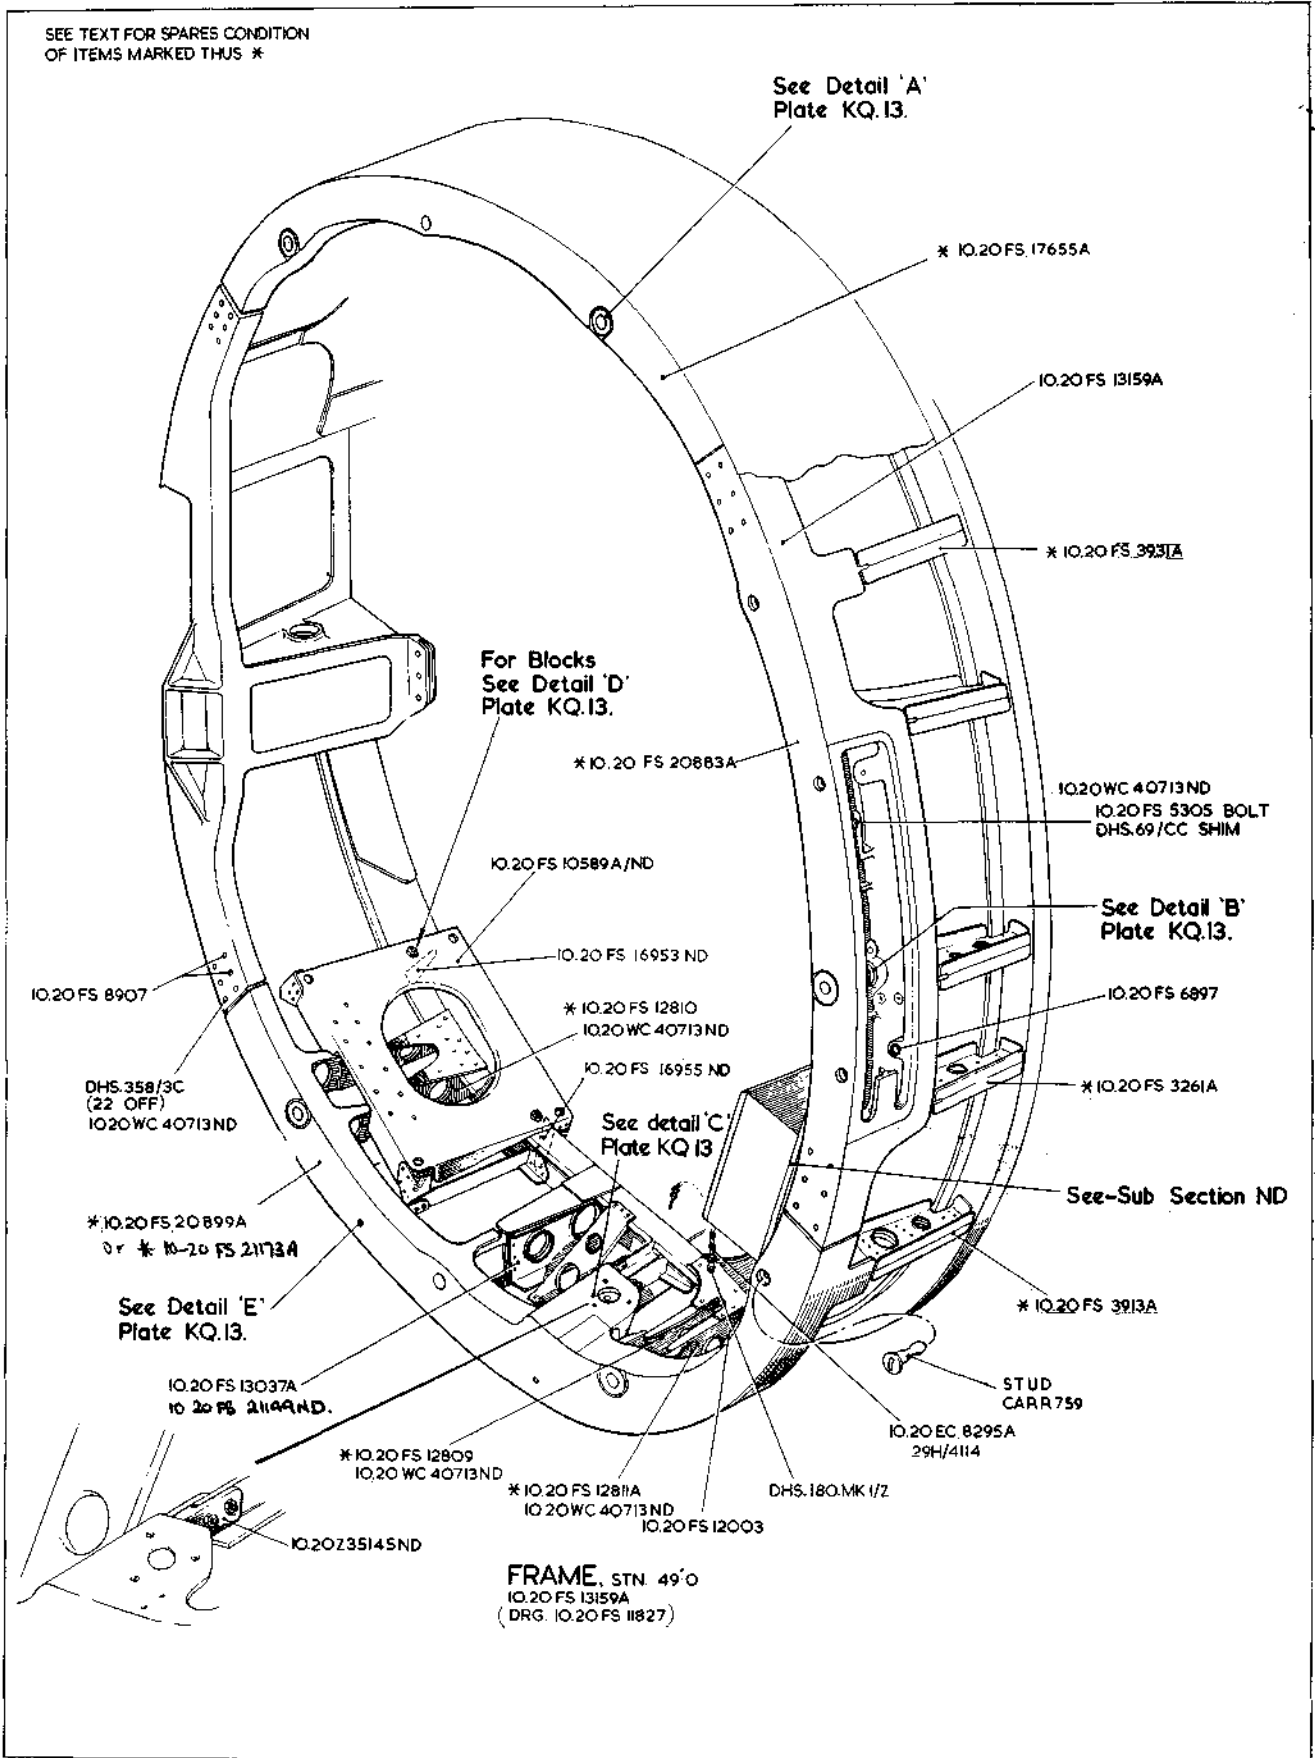 SEE TEXT FOR SPARES CONDITION
OF ITEMS MARKED THUS *
See Detail 'A'
Plate KQ.13.
* 10.20 FS 17655A
10.20 FS 13159A
* 10.20 FS 3931A
For Blocks
See Detail 'D'
Plate KQ.13.
* 10.20 FS 20883A
10.20 WC 40713 ND
10.20 FS 5305 BOLT
DHS.69/CC SHIM
10.20 FS 10589A/ND
See Detail 'B'
Plate KQ.13.
10.20 FS 16953 ND
10.20 FS 8907
10.20 FS 6897
* 10.20 FS 12810
10.20 WC 40713 ND
10.20 FS 16955 ND
DHS.358/3C
(22 OFF)
10.20 WC 40713 ND
* 10.20 FS 3261A
See detail 'C'
Plate KQ 13
See-Sub Section ND
* 10.20 FS 20899A
Or * 10-20 FS 21173A
See Detail 'E'
Plate KQ.13.
* 10.20 FS 3913A
10.20 FS 13037A
10 20 FS 21199ND.
STUD
CARR 759
10.20 EC 8295A
29H/4114
* 10.20 FS 12809
10.20 WC 40713 ND
* 10.20 FS 12811A
10.20 WC 40713 ND
DHS.180.MK 1/Z
10.20 FS 12003
10.20Z35145ND
FRAME, STN. 49'0
10.20 FS 13159A
(DRG. 10.20 FS 11827)